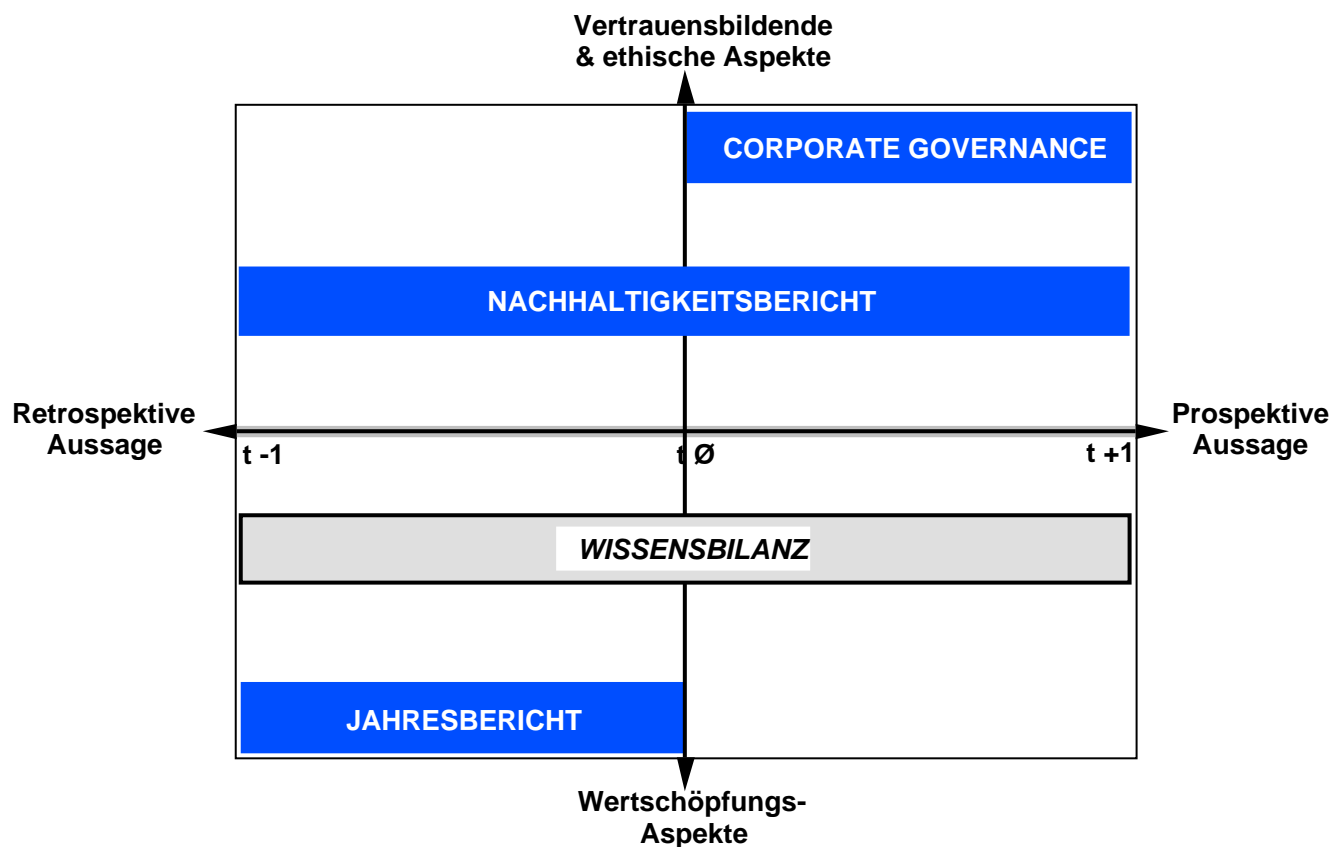 Vertrauensbildende
& ethische Aspekte
CORPORATE GOVERNANCE
NACHHALTIGKEITSBERICHT
Retrospektive
Aussage
Prospektive
Aussage
t -1
t Ø
t +1
WISSENSBILANZ
JAHRESBERICHT
Wertschöpfungs-
Aspekte